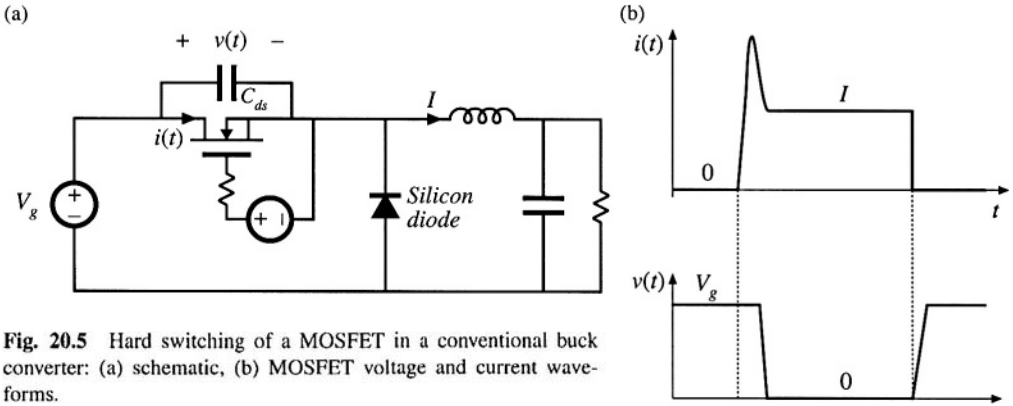 (a)
+ v(t) −
C_ds
i(t)
I
V_g
+
−
+ −
Silicon
diode
Fig. 20.5 Hard switching of a MOSFET in a conventional buck
converter: (a) schematic, (b) MOSFET voltage and current wave-
forms.
(b)
i(t)
I
0
t
v(t)
V_g
0
t